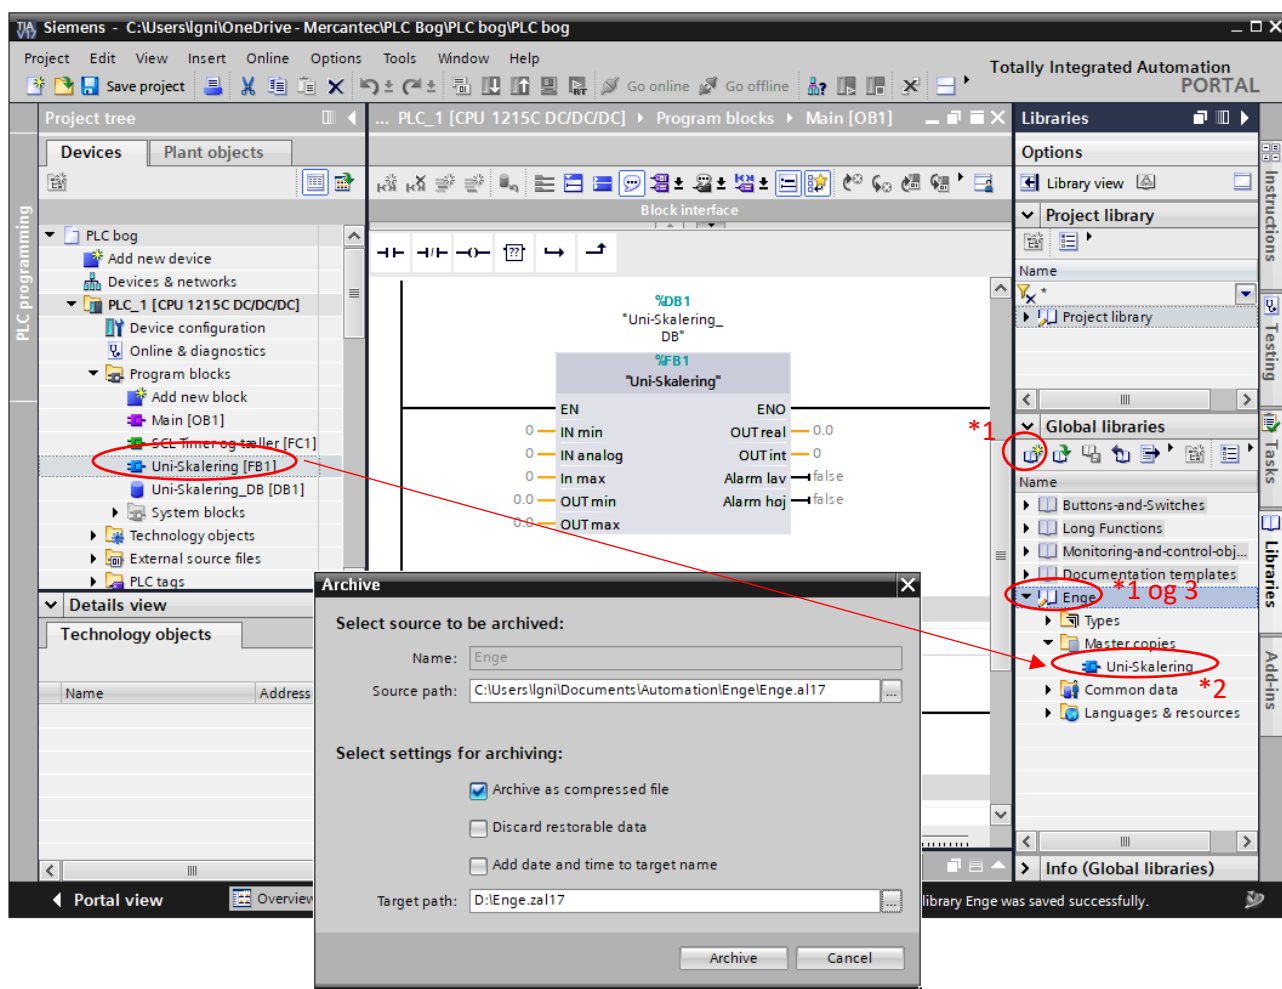 Siemens - C:\Users\lgni\OneDrive - Mercantec\PLC Bog\PLC bog\PLC bog
Project Edit View Insert Online Options Tools Window Help
Totally Integrated Automation
PORTAL
Save project
Go online
Go offline
Project tree
... PLC_1 [CPU 1215C DC/DC/DC] Program blocks Main [OB1]
Libraries
Devices
Plant objects
Options
Library view
Block interface
Project library
Name
*
Project library
PLC programming
PLC bog
Add new device
Devices & networks
PLC_1 [CPU 1215C DC/DC/DC]
Device configuration
Online & diagnostics
Program blocks
Add new block
Main [OB1]
SCL Timer og tæller [FC1]
Uni-Skalering [FB1]
Uni-Skalering_DB [DB1]
System blocks
Technology objects
External source files
PLC tags
??
%DB1
"Uni-Skalering_
DB"
%FB1
"Uni-Skalering"
EN ENO
0 IN min OUT real 0.0
0 IN analog OUT int 0
0 In max Alarm lav false
0.0 OUT min Alarm høj false
0.0 OUT max
*1
Global libraries
Name
Buttons-and-Switches
Long Functions
Monitoring-and-control-obj...
Documentation templates
Enge
*1 og 3
Types
Master copies
Uni-Skalering
*2
Common data
Languages & resources
Info (Global libraries)
Instructions
Testing
Tasks
Libraries
Add-ins
Details view
Technology objects
Name Address
Archive
Select source to be archived:
Name: Enge
Source path: C:\Users\lgni\Documents\Automation\Enge\Enge.al17
...
Select settings for archiving:
Archive as compressed file
Discard restorable data
Add date and time to target name
Target path: D:\Enge.zal17
...
Archive
Cancel
Portal view
Overview
library Enge was saved successfully.